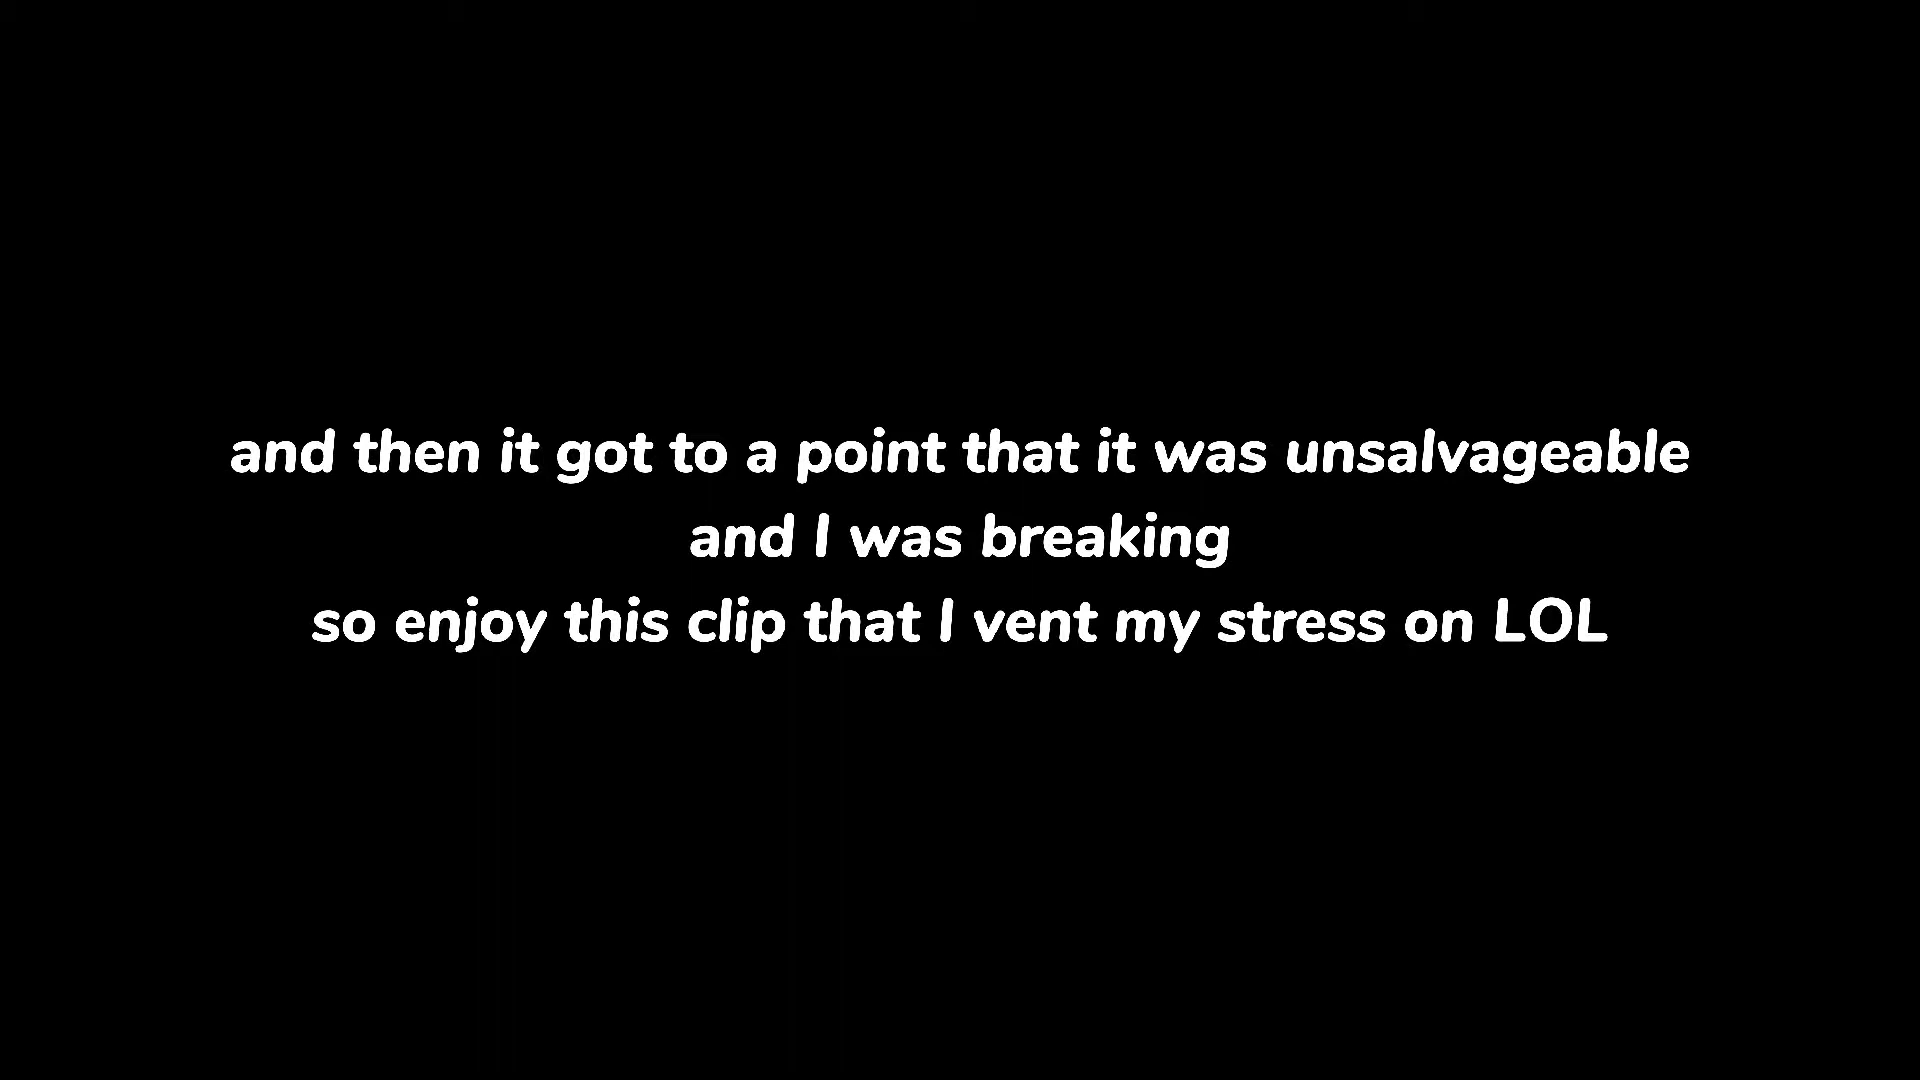 and then it got to a point that it was unsalvageable
and I was breaking
so enjoy this clip that I vent my stress on LOL